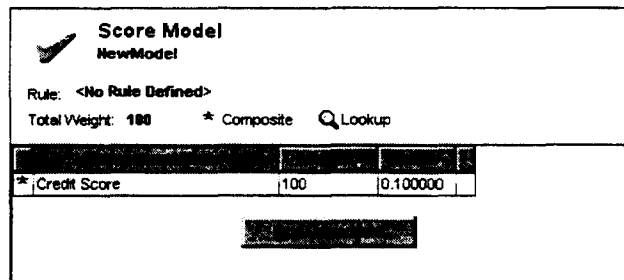 Score Model
NewModel
Rule: <No Rule Defined>
Total Weight: 100 * Composite Lookup
* Credit Score 100 0.100000